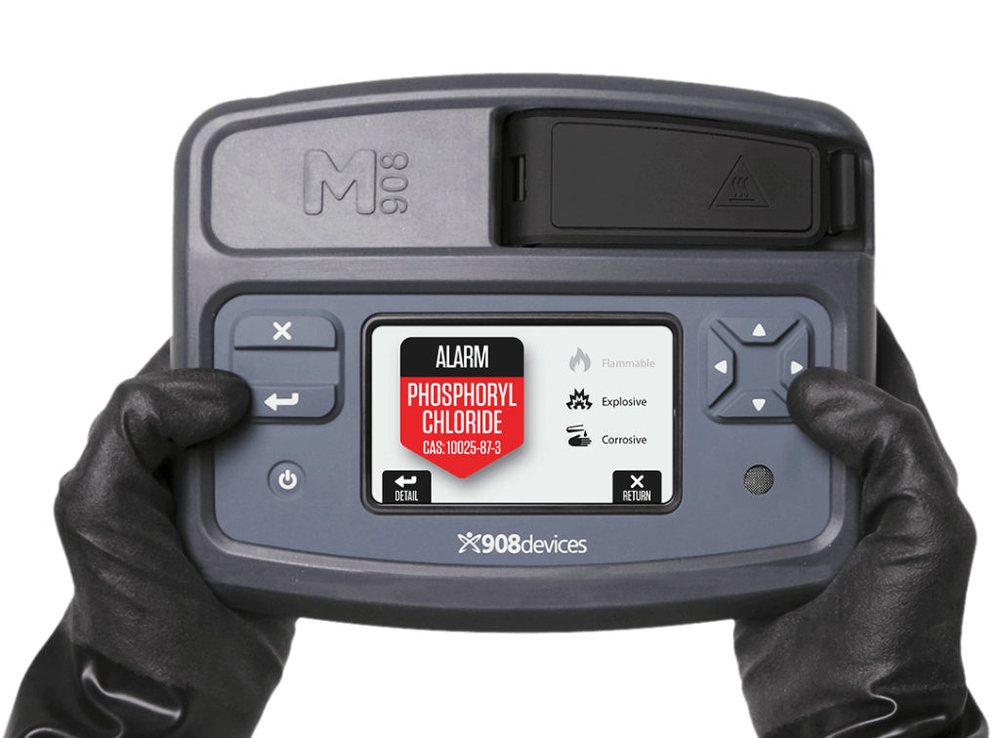 M
908
ALARM
PHOSPHORYL
CHLORIDE
CAS: 10025-87-3
Flammable
Explosive
Corrosive
DETAIL
RETURN
908devices